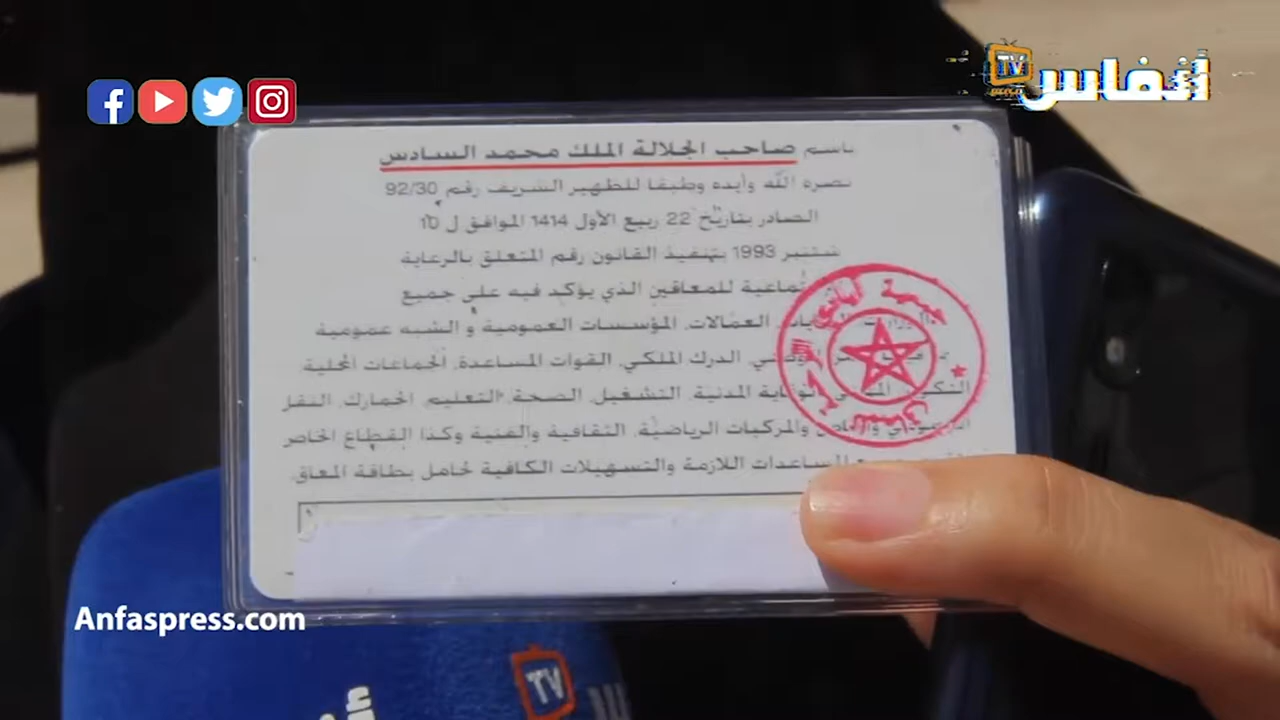 أنفاس
TV
باسم صاحب الجلالة الملك محمد السادس
نصره الله وأيده وطبقا للظهير الشريف رقم 92/30
الصادر بتاريخ 22 ربيع الأول 1414 الموافق ل 10
شتنبر 1993 بتنفيذ القانون رقم المتعلق بالرعاية
للمعاقين الذي يؤكد فيه على جميع
العمالات، المؤسسات العمومية و الشبه عمومية
الدرك الملكي، القوات المساعدة، الجماعات المحلية
المدنية، التشغيل، الصحة، التعليم، الجمارك، النقل
والمركبات الرياضية، الثقافية والفنية وكذا القطاع الخاص
المساعدات اللازمة والتسهيلات الكافية لحامل بطاقة المعاق.
Anfaspress.com
TV